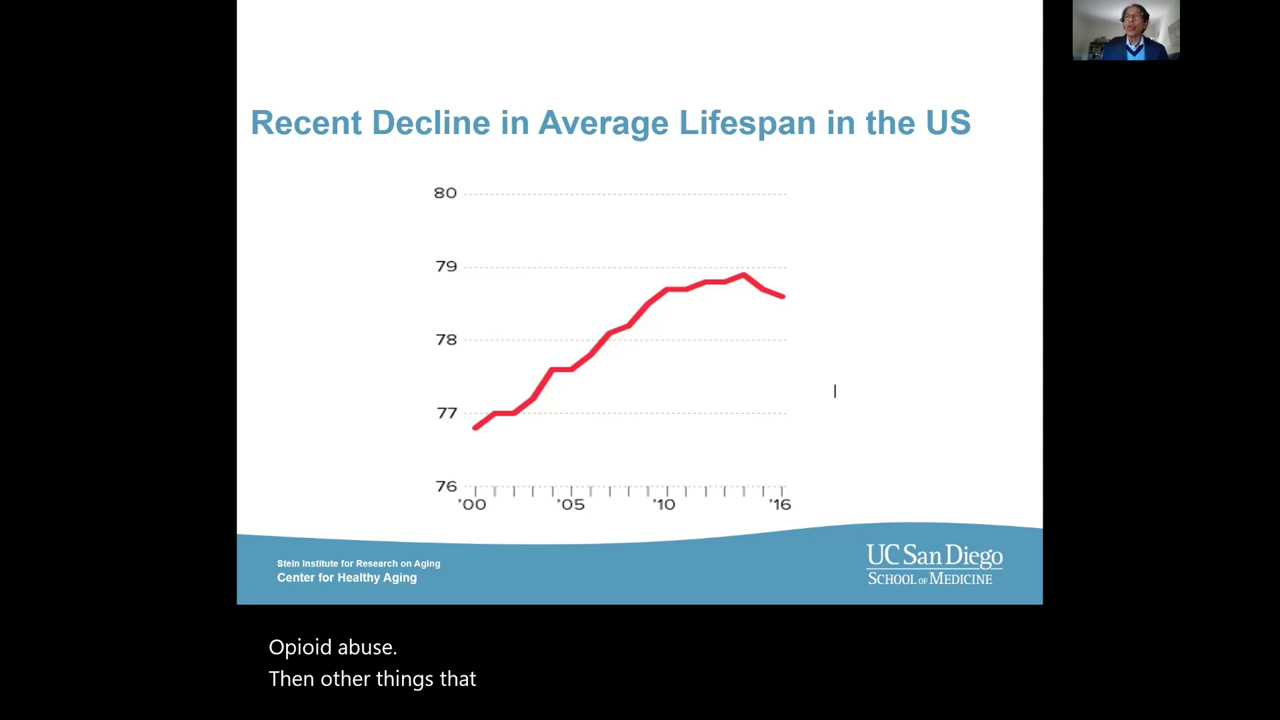 Recent Decline in Average Lifespan in the US
80
79
78
77
76
'00 '05 '10 '16
Stein Institute for Research on Aging
Center for Healthy Aging
UC San Diego
SCHOOL OF MEDICINE
Opioid abuse.
Then other things that